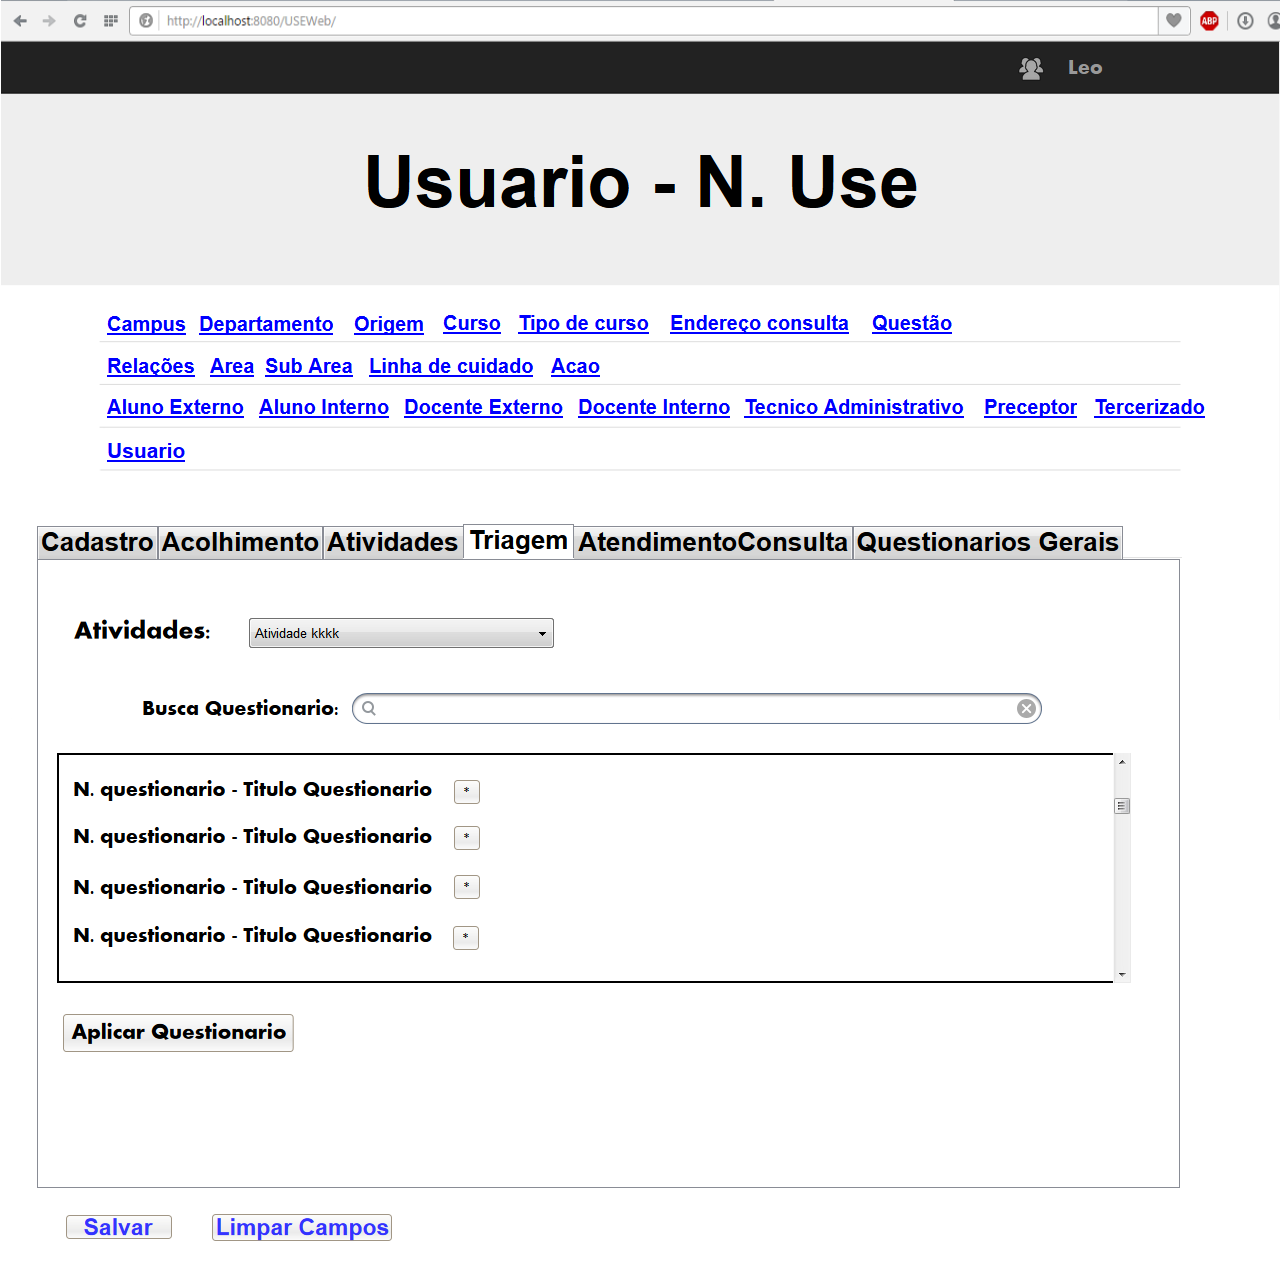 http://localhost:8080/USEWeb/
ABP
Leo
Usuario - N. Use
Campus Departamento Origem Curso Tipo de curso Endereço consulta Questão
Relações Area Sub Area Linha de cuidado Acao
Aluno Externo Aluno Interno Docente Externo Docente Interno Tecnico Administrativo Preceptor Tercerizado
Usuario
Cadastro Acolhimento Atividades Triagem AtendimentoConsulta Questionarios Gerais
Atividades: Atividade kkkk
Busca Questionario:
N. questionario - Titulo Questionario *
N. questionario - Titulo Questionario *
N. questionario - Titulo Questionario *
N. questionario - Titulo Questionario *
Aplicar Questionario
Salvar Limpar Campos